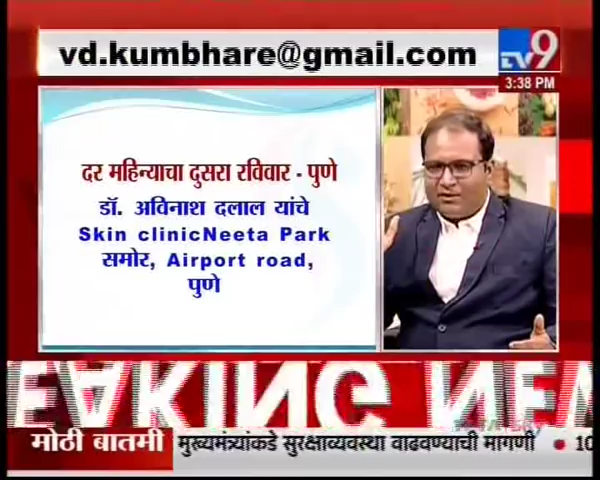 vd.kumbhare@gmail.com
TV9
3:38 PM
दर महिन्याचा दुसरा रविवार - पुणे
डॉ. अविनाश दलाल यांचे
Skin clinicNeeta Park
समोर, Airport road,
पुणे
मोठी बातमी
मुख्यमंत्र्यांकडे सुरक्षाव्यवस्था वाढवण्याची मागणी • 10